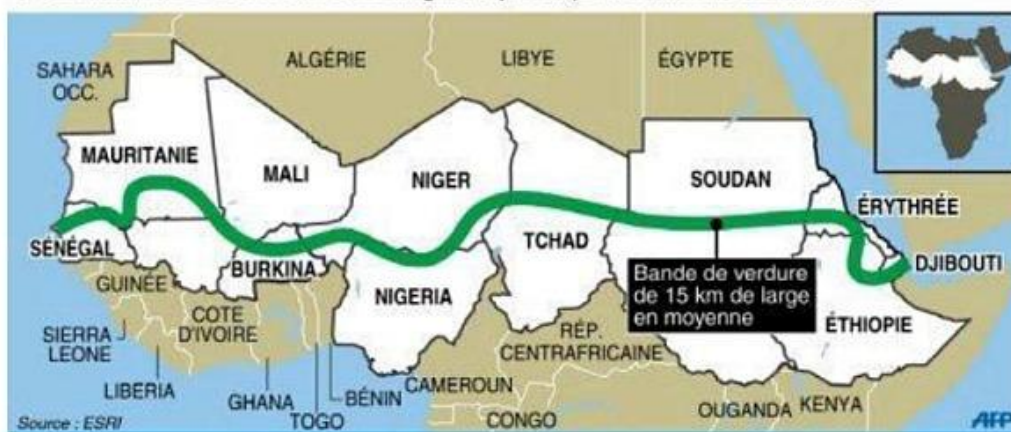 ALGÉRIE
LIBYE
ÉGYPTE
SAHARA
OCC.
MAURITANIE
MALI
NIGER
SOUDAN
ÉRYTHRÉE
SÉNÉGAL
TCHAD
DJIBOUTI
BURKINA
Bande de verdure
de 15 km de large
en moyenne
GUINÉE
NIGERIA
COTE
D'IVOIRE
ÉTHIOPIE
SIERRA
LEONE
RÉP.
CENTRAFRICAINE
LIBERIA
GHANA
TOGO
BÉNIN
CAMEROUN
CONGO
OUGANDA
KENYA
Source : ESRI
AFP